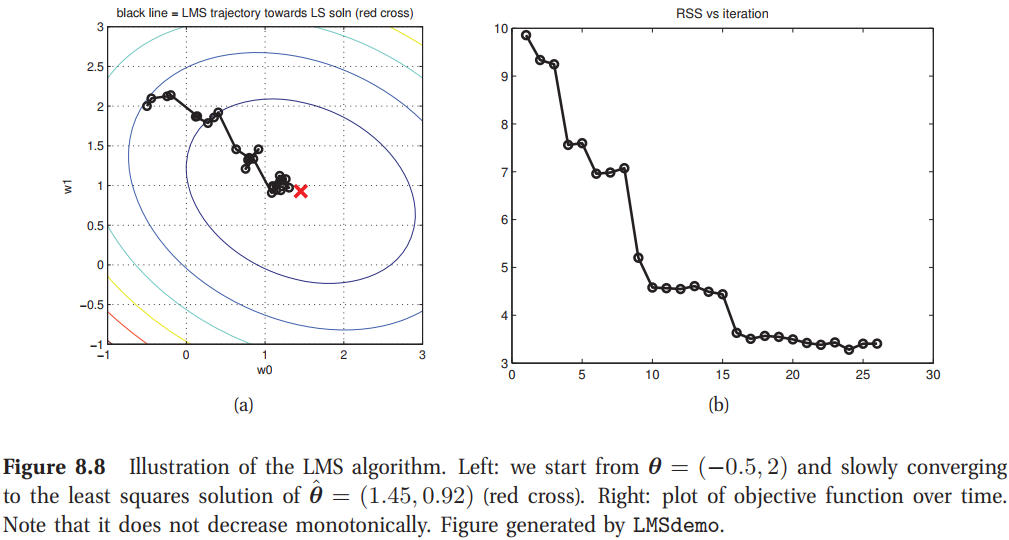 black line = LMS trajectory towards LS soln (red cross)
3
2.5
2
1.5
1
0.5
0
−0.5
−1
w1
−1 0 1 2 3
w0
(a)
RSS vs iteration
10
9
8
7
6
5
4
3
0 5 10 15 20 25 30
(b)
Figure 8.8 Illustration of the LMS algorithm. Left: we start from θ = (−0.5, 2) and slowly converging
to the least squares solution of θ̂ = (1.45, 0.92) (red cross). Right: plot of objective function over time.
Note that it does not decrease monotonically. Figure generated by LMSdemo.